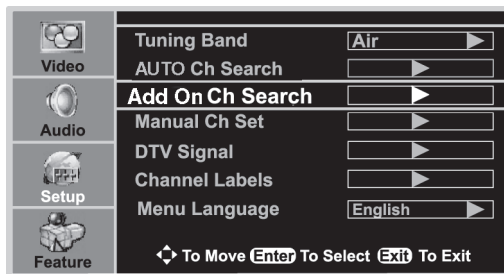 Video
Audio
Setup
Feature
Tuning Band Air
AUTO Ch Search
Add On Ch Search
Manual Ch Set
DTV Signal
Channel Labels
Menu Language English
To Move Enter To Select Exit To Exit